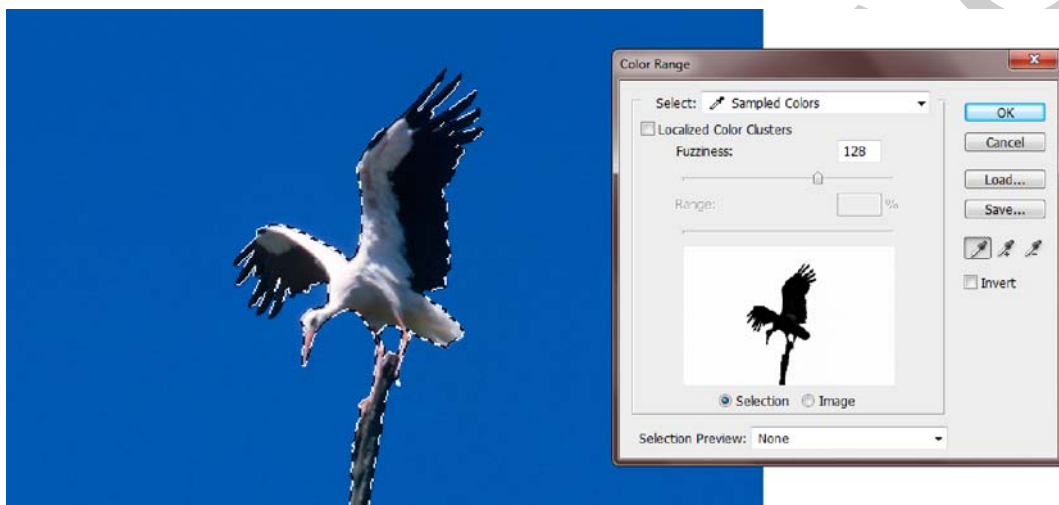 Color Range
Select: Sampled Colors
OK
Localized Color Clusters
Fuzziness: 128
Cancel
Load...
Range: %
Save...
Invert
Selection Image
Selection Preview: None